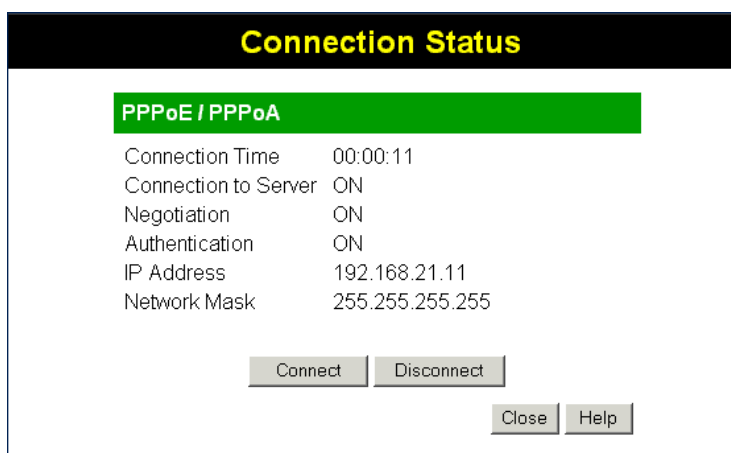 Connection Status
PPPoE / PPPoA
Connection Time 00:00:11
Connection to Server ON
Negotiation ON
Authentication ON
IP Address 192.168.21.11
Network Mask 255.255.255.255
Connect Disconnect
Close Help